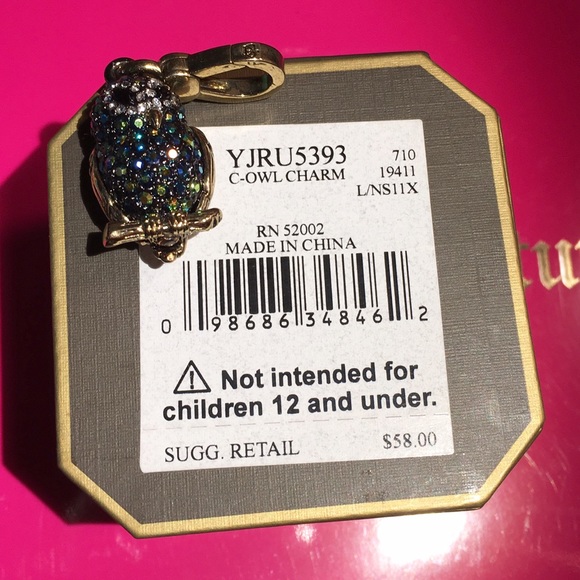 YJRU5393 710
C-OWL CHARM 19411
L/NS11X
RN 52002
MADE IN CHINA
0 98686 34846 2
Not intended for
children 12 and under.
SUGG. RETAIL $58.00